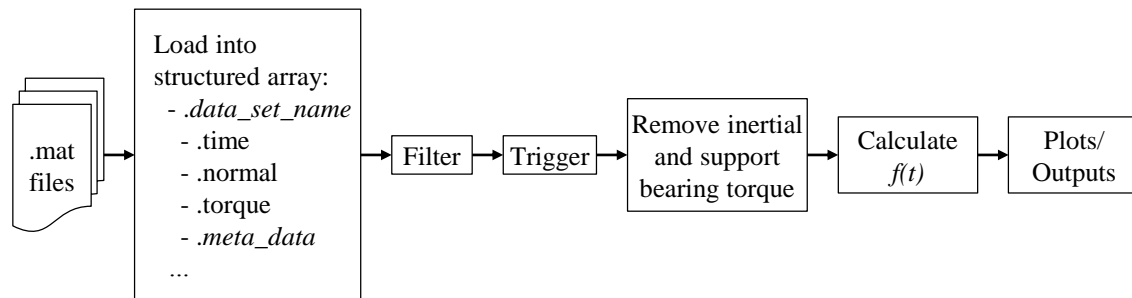 .mat
files
Load into
structured array:
- .data_set_name
- .time
- .normal
- .torque
- .meta_data
...
Filter
Trigger
Remove inertial
and support
bearing torque
Calculate
f(t)
Plots/
Outputs